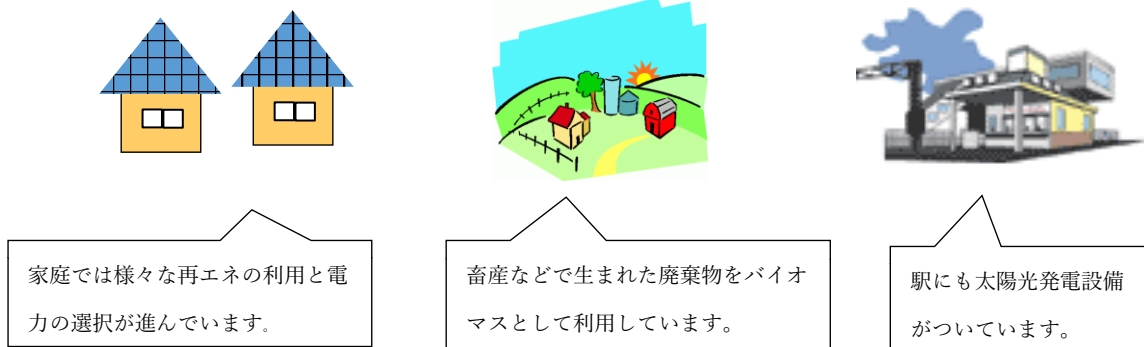 家庭では様々な再エネの利用と電
力の選択が進んでいます。
畜産などで生まれた廃棄物をバイオ
マスとして利用しています。
駅にも太陽光発電設備
がついています。